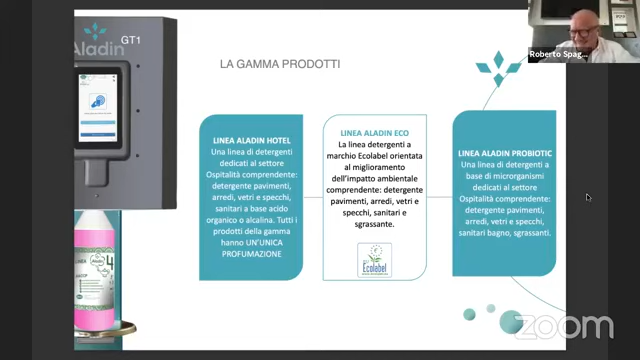 Aladin
GT1
LA GAMMA PRODOTTI
Roberto Spag...
LINEA ALADIN HOTEL
Una linea di detergenti
dedicati al settore
Ospitalità comprendente:
detergente pavimenti,
arredi, vetri e specchi,
sanitari a base acido
organico o alcalina. Tutti i
prodotti della gamma
hanno UN'UNICA
PROFUMAZIONE
LINEA ALADIN ECO
La linea detergenti a
marchio Ecolabel orientata
al miglioramento
dell'impatto ambientale
comprendente: detergente
pavimenti, arredi, vetri e
specchi, sanitari e
sgrassante.
Ecolabel
LINEA ALADIN PROBIOTIC
Una linea di detergenti a
base di microrganismi
dedicati al settore
Ospitalità comprendente:
detergente pavimenti,
arredi, vetri e specchi,
sanitari bagno, sgrassanti.
4
zoom